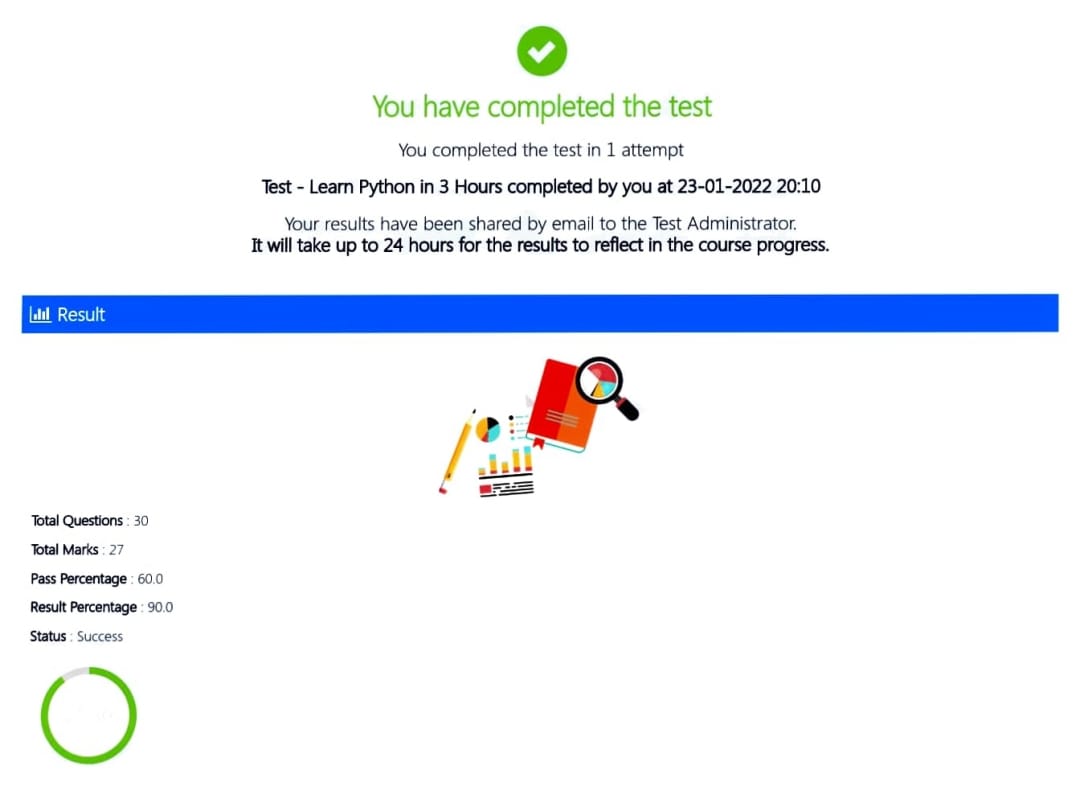 You have completed the test
You completed the test in 1 attempt
Test - Learn Python in 3 Hours completed by you at 23-01-2022 20:10
Your results have been shared by email to the Test Administrator.
It will take up to 24 hours for the results to reflect in the course progress.
Result
Total Questions : 30
Total Marks : 27
Pass Percentage : 60.0
Result Percentage : 90.0
Status : Success